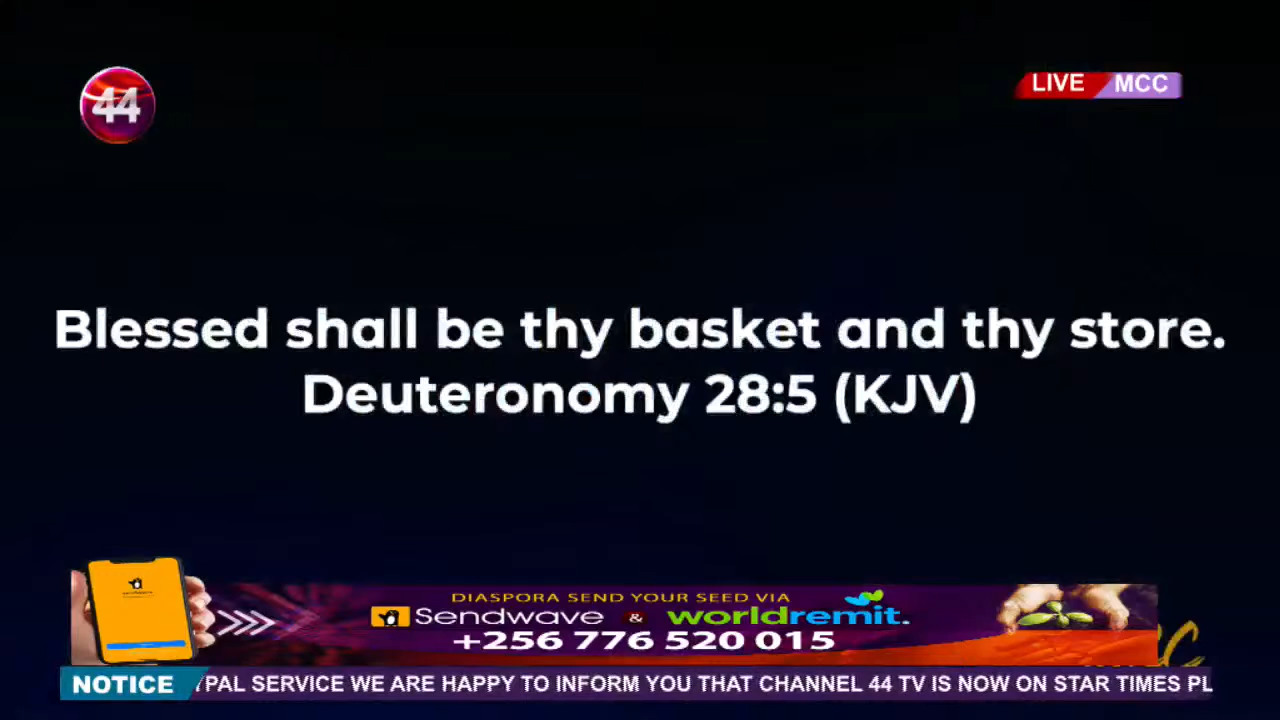 44
LIVE MCC
Blessed shall be thy basket and thy store.
Deuteronomy 28:5 (KJV)
DIASPORA SEND YOUR SEED VIA
Sendwave & worldremit.
+256 776 520 015
NOTICE YPAL SERVICE WE ARE HAPPY TO INFORM YOU THAT CHANNEL 44 TV IS NOW ON STAR TIMES PL